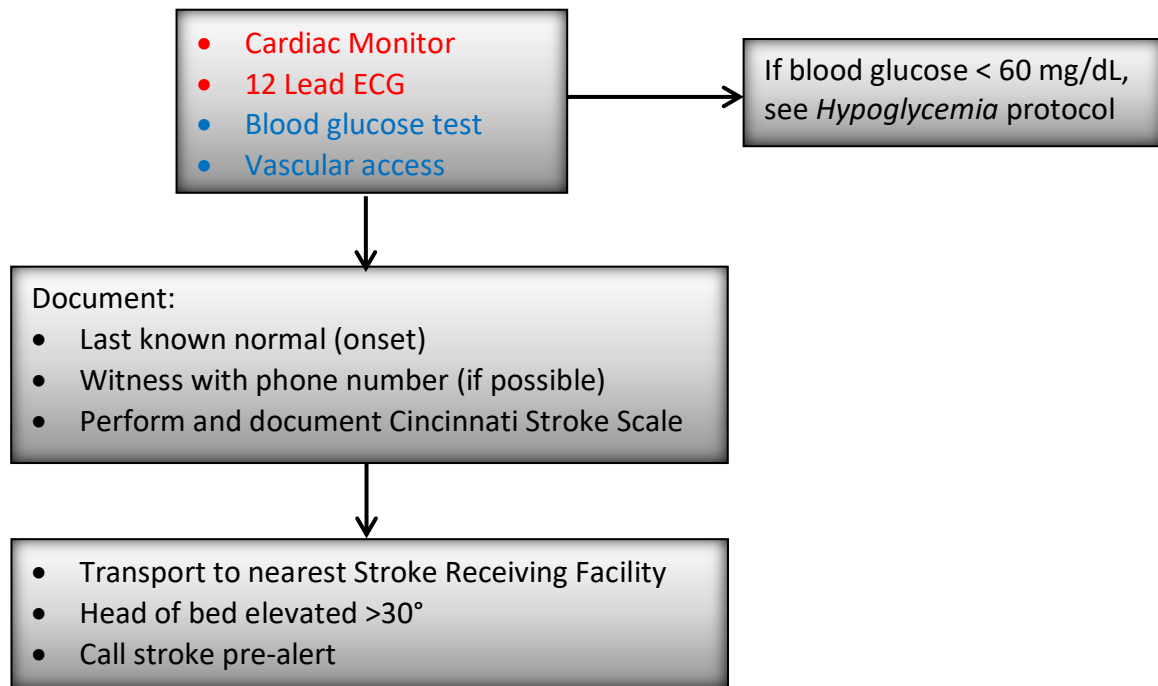 • Cardiac Monitor
• 12 Lead ECG
• Blood glucose test
• Vascular access
If blood glucose < 60 mg/dL,
see Hypoglycemia protocol
Document:
• Last known normal (onset)
• Witness with phone number (if possible)
• Perform and document Cincinnati Stroke Scale
• Transport to nearest Stroke Receiving Facility
• Head of bed elevated >30°
• Call stroke pre-alert